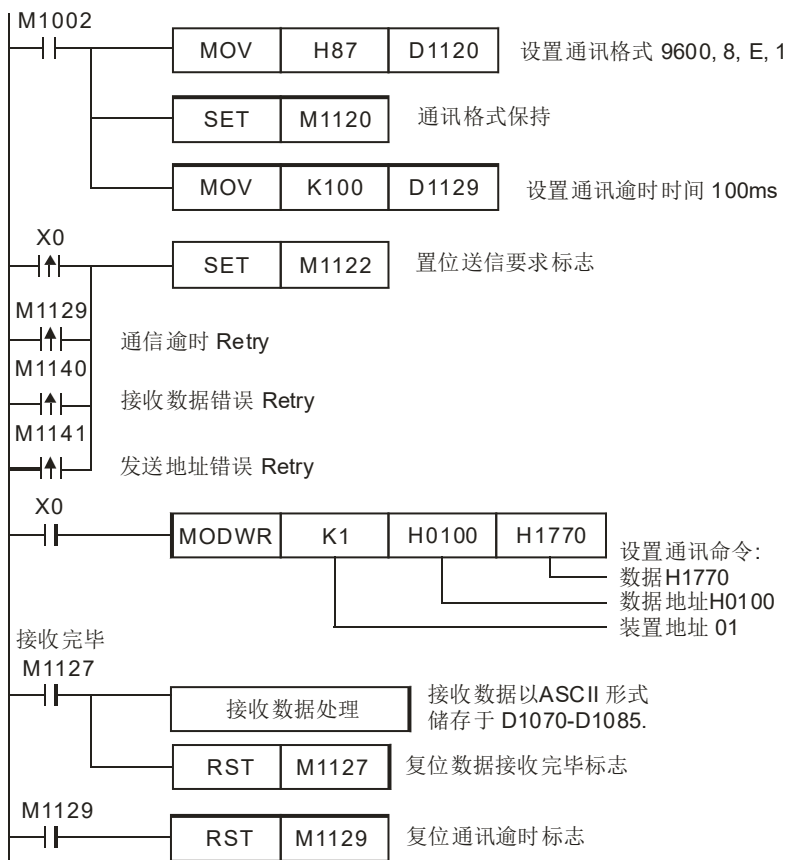 M1002
MOV H87 D1120 设置通讯格式 9600, 8, E, 1
SET M1120 通讯格式保持
MOV K100 D1129 设置通讯逾时时间 100ms
X0
SET M1122 置位送信要求标志
M1129
通信逾时 Retry
M1140
接收数据错误 Retry
M1141
发送地址错误 Retry
X0
MODWR K1 H0100 H1770
设置通讯命令:
数据H1770
数据地址H0100
装置地址 01
接收完毕
M1127
接收数据处理
接收数据以ASCII 形式
储存于 D1070-D1085.
RST M1127 复位数据接收完毕标志
M1129
RST M1129 复位通讯逾时标志